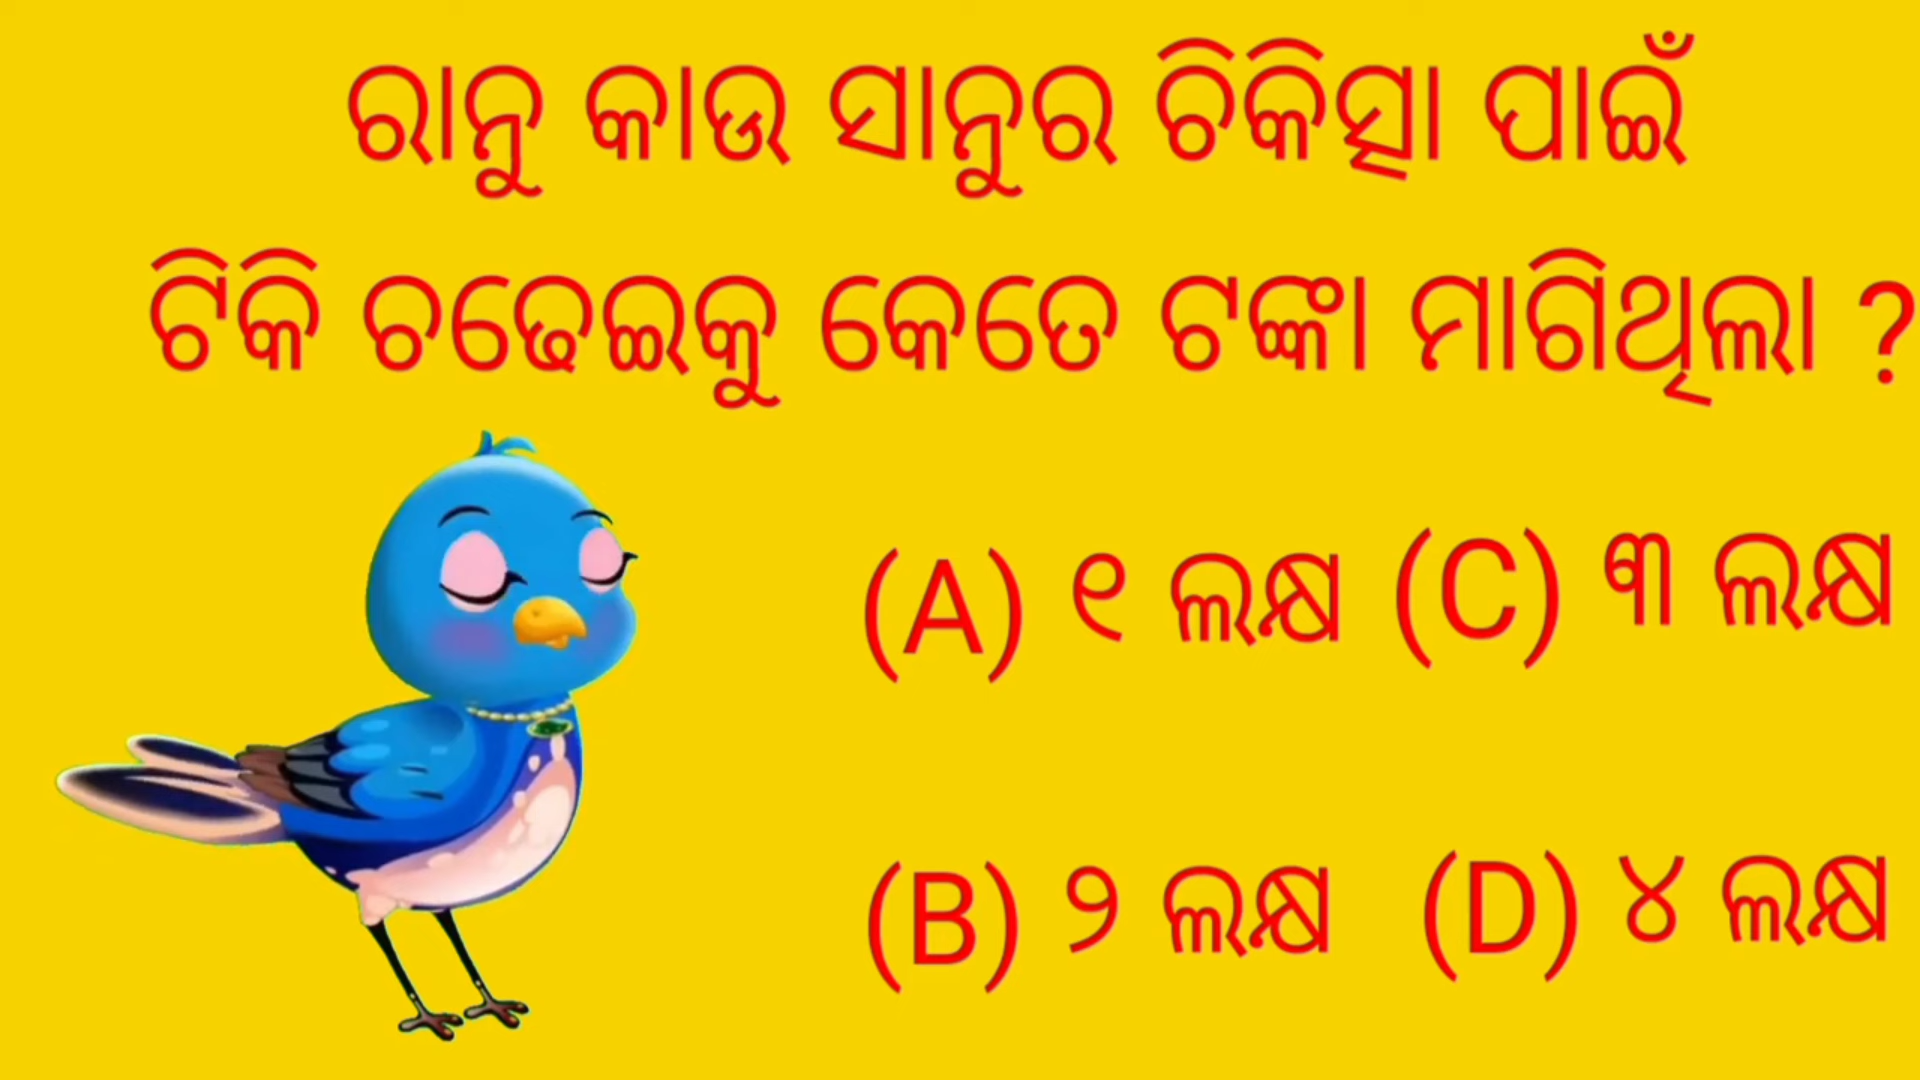 ରାନୁ କାଉ ସାନୁର ଚିକିତ୍ସା ପାଇଁ
ଟିକି ଚଢେଇକୁ କେତେ ଟଙ୍କା ମାଗିଥିଲା ?
(A) ୧ ଲକ୍ଷ (C) ୩ ଲକ୍ଷ
(B) ୨ ଲକ୍ଷ (D) ୪ ଲକ୍ଷ